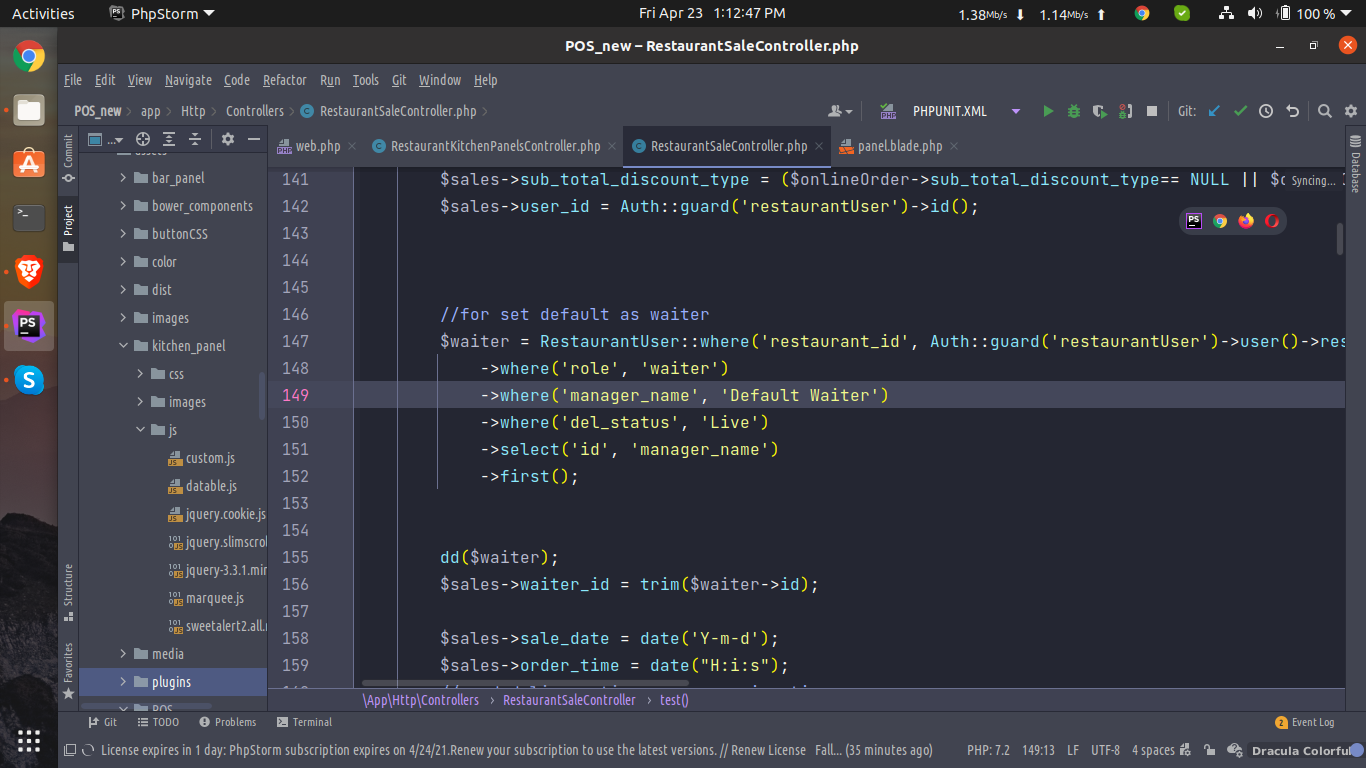 Activities PhpStorm Fri Apr 23 1:12:47 PM 1.38Mb/s 1.14Mb/s 100 %
POS_new – RestaurantSaleController.php
File Edit View Navigate Code Refactor Run Tools Git Window Help
POS_new app Http Controllers RestaurantSaleController.php PHPUNIT.XML Git:
... web.php RestaurantKitchenPanelsController.php RestaurantSaleController.php panel.blade.php
Commit
Project
Structure
Favorites
Database
assets
bar_panel
bower_components
buttonCSS
color
dist
images
kitchen_panel
css
images
js
custom.js
datable.js
jquery.cookie.js
jquery.slimscrol
jquery-3.3.1.min
marquee.js
sweetalert2.all.
media
plugins
POS
141 $sales->sub_total_discount_type = ($onlineOrder->sub_total_discount_type== NULL || Syncing...
142 $sales->user_id = Auth::guard('restaurantUser')->id();
143
144
145
146 //for set default as waiter
147 $waiter = RestaurantUser::where('restaurant_id', Auth::guard('restaurantUser')->user()->res
148 ->where('role', 'waiter')
149 ->where('manager_name', 'Default Waiter')
150 ->where('del_status', 'Live')
151 ->select('id', 'manager_name')
152 ->first();
153
154
155 dd($waiter);
156 $sales->waiter_id = trim($waiter->id);
157
158 $sales->sale_date = date('Y-m-d');
159 $sales->order_time = date("H:i:s");
\App\Http\Controllers RestaurantSaleController test()
Git TODO Problems Terminal 2 Event Log
License expires in 1 day: PhpStorm subscription expires on 4/24/21.Renew your subscription to use the latest versions. // Renew License Fall... (35 minutes ago) PHP: 7.2 149:13 LF UTF-8 4 spaces Dracula Colorful